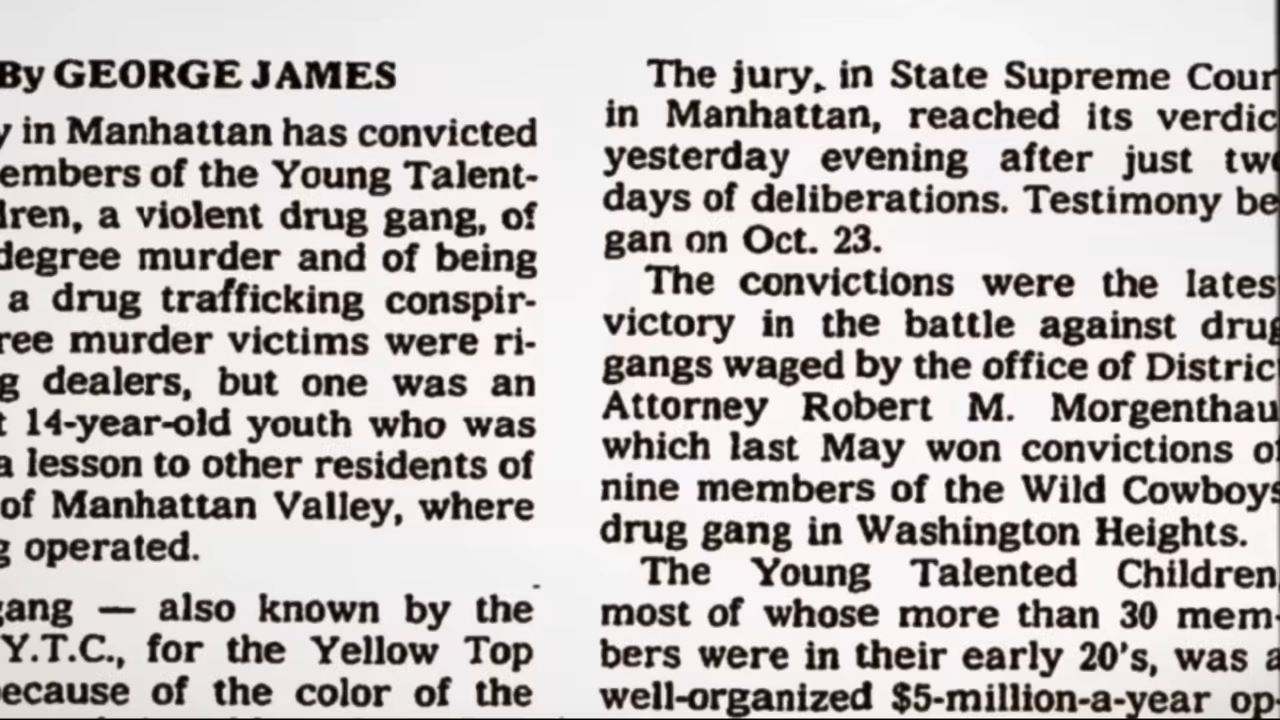 By GEORGE JAMES
y in Manhattan has convicted
embers of the Young Talent-
dren, a violent drug gang, of
degree murder and of being
a drug trafficking conspir-
ree murder victims were ri-
g dealers, but one was an
t 14-year-old youth who was
a lesson to other residents of
of Manhattan Valley, where
g operated.
gang — also known by the
Y.T.C., for the Yellow Top
because of the color of the
The jury, in State Supreme Cour
in Manhattan, reached its verdic
yesterday evening after just two
days of deliberations. Testimony be
gan on Oct. 23.
The convictions were the lates
victory in the battle against drug
gangs waged by the office of Distric
Attorney Robert M. Morgenthau
which last May won convictions of
nine members of the Wild Cowboys
drug gang in Washington Heights.
The Young Talented Children
most of whose more than 30 mem-
bers were in their early 20's, was a
well-organized $5-million-a-year op-